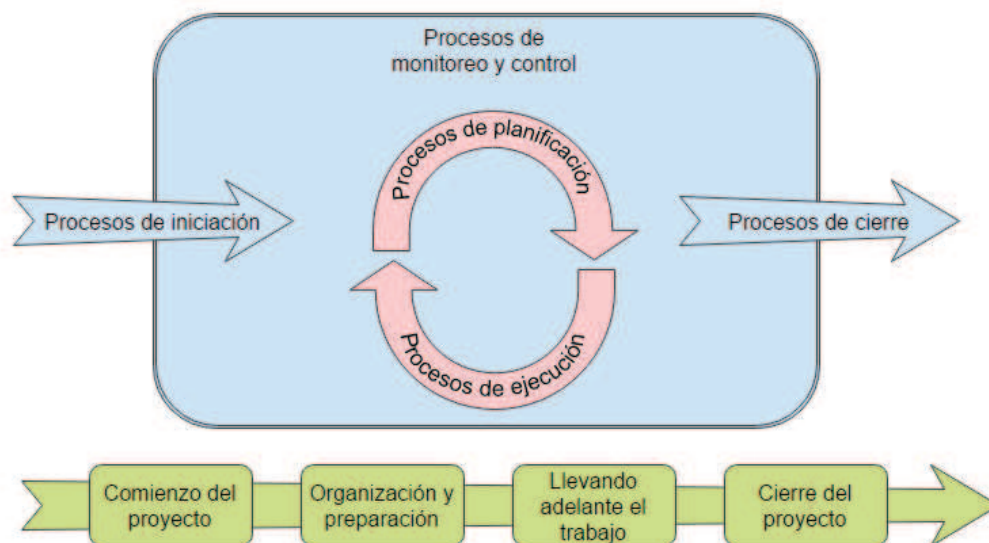 Procesos de
monitoreo y control
Procesos de planificación
Procesos de iniciación
Procesos de cierre
Procesos de ejecución
Comienzo del
proyecto
Organización y
preparación
Llevando
adelante el
trabajo
Cierre del
proyecto